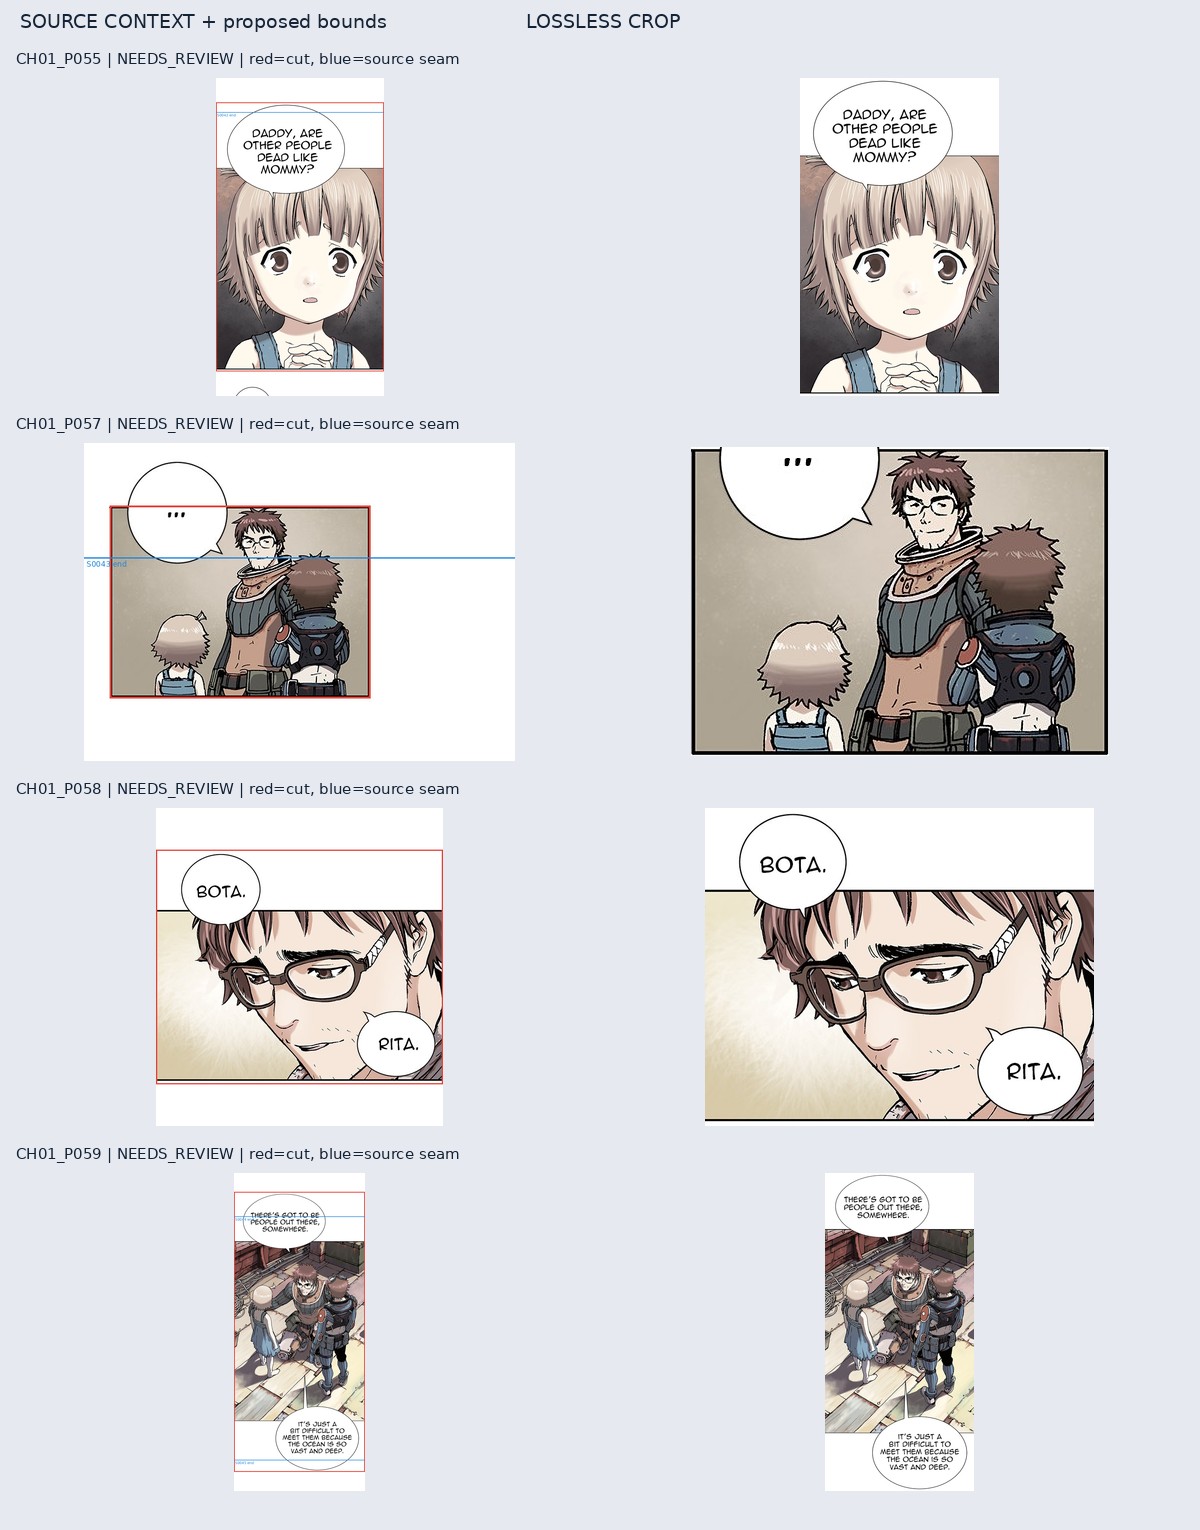 SOURCE CONTEXT + proposed bounds
LOSSLESS CROP
CH01_P055 | NEEDS_REVIEW | red=cut, blue=source seam
DADDY, ARE
OTHER PEOPLE
DEAD LIKE
MOMMY?
DADDY, ARE
OTHER PEOPLE
DEAD LIKE
MOMMY?
CH01_P057 | NEEDS_REVIEW | red=cut, blue=source seam
...
S0043 end
...
CH01_P058 | NEEDS_REVIEW | red=cut, blue=source seam
BOTA.
RITA.
BOTA.
RITA.
CH01_P059 | NEEDS_REVIEW | red=cut, blue=source seam
THERE'S GOT TO BE
PEOPLE OUT THERE,
SOMEWHERE.
IT'S JUST A
BIT DIFFICULT TO
MEET THEM BECAUSE
THE OCEAN IS SO
VAST AND DEEP.
THERE'S GOT TO BE
PEOPLE OUT THERE,
SOMEWHERE.
IT'S JUST A
BIT DIFFICULT TO
MEET THEM BECAUSE
THE OCEAN IS SO
VAST AND DEEP.